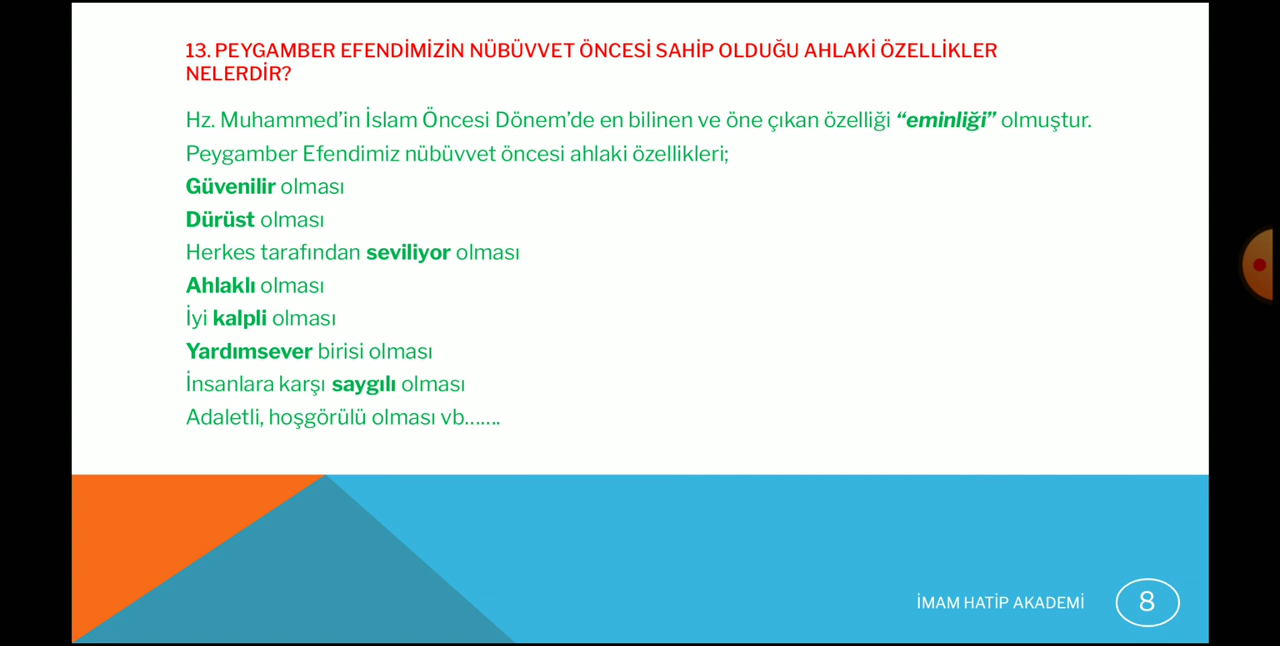 13. PEYGAMBER EFENDİMİZİN NÜBÜVVET ÖNCESİ SAHİP OLDUĞU AHLAKİ ÖZELLİKLER
NELERDİR?
Hz. Muhammed’in İslam Öncesi Dönem’de en bilinen ve öne çıkan özelliği “eminliği” olmuştur.
Peygamber Efendimiz nübüvvet öncesi ahlaki özellikleri;
Güvenilir olması
Dürüst olması
Herkes tarafından seviliyor olması
Ahlaklı olması
İyi kalpli olması
Yardımsever birisi olması
İnsanlara karşı saygılı olması
Adaletli, hoşgörülü olması vb…….
İMAM HATİP AKADEMİ
8